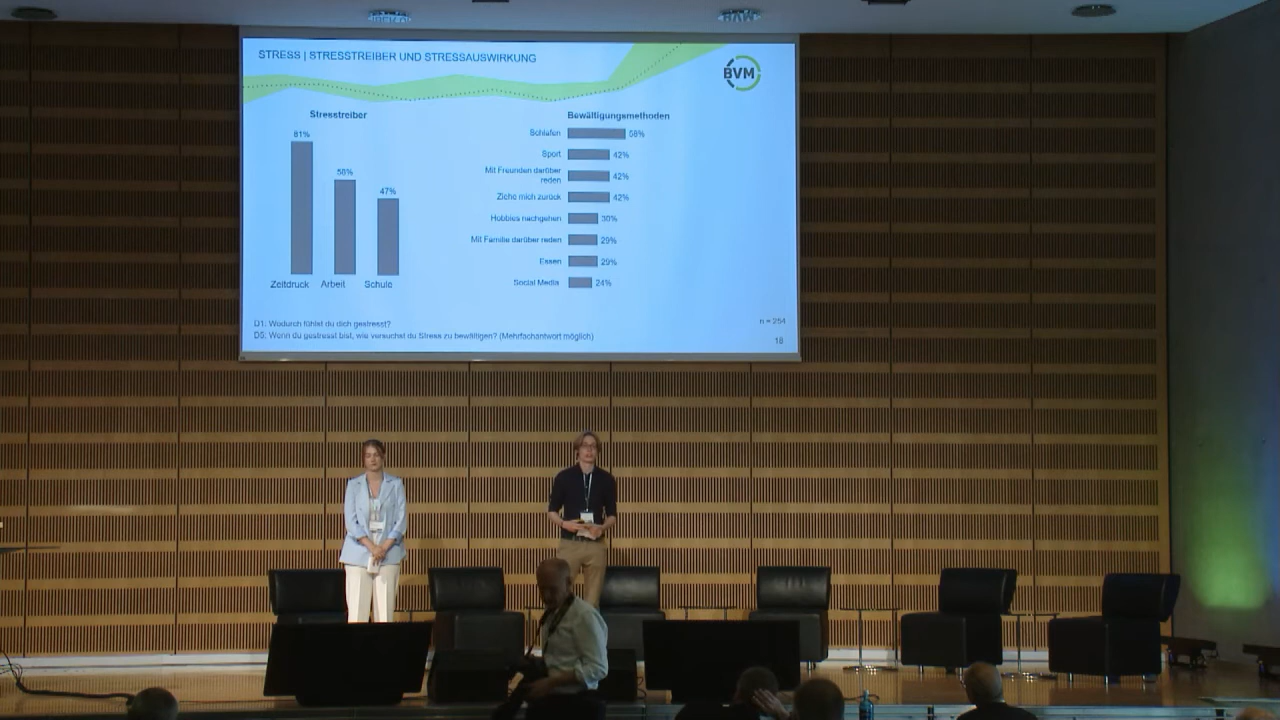 STRESS | STRESSTREIBER UND STRESSAUSWIRKUNG
BVM
Stresstreiber
81%
58%
47%
Zeitdruck Arbeit Schule
Bewältigungsmethoden
Schlafen 58%
Sport 42%
Mit Freunden darüber
reden 42%
Ziehe mich zurück 42%
Hobbies nachgehen 30%
Mit Familie darüber reden 29%
Essen 29%
Social Media 24%
D1: Wodurch fühlst du dich gestresst?
D5: Wenn du gestresst bist, wie versuchst du Stress zu bewältigen? (Mehrfachantwort möglich)
n = 254
18